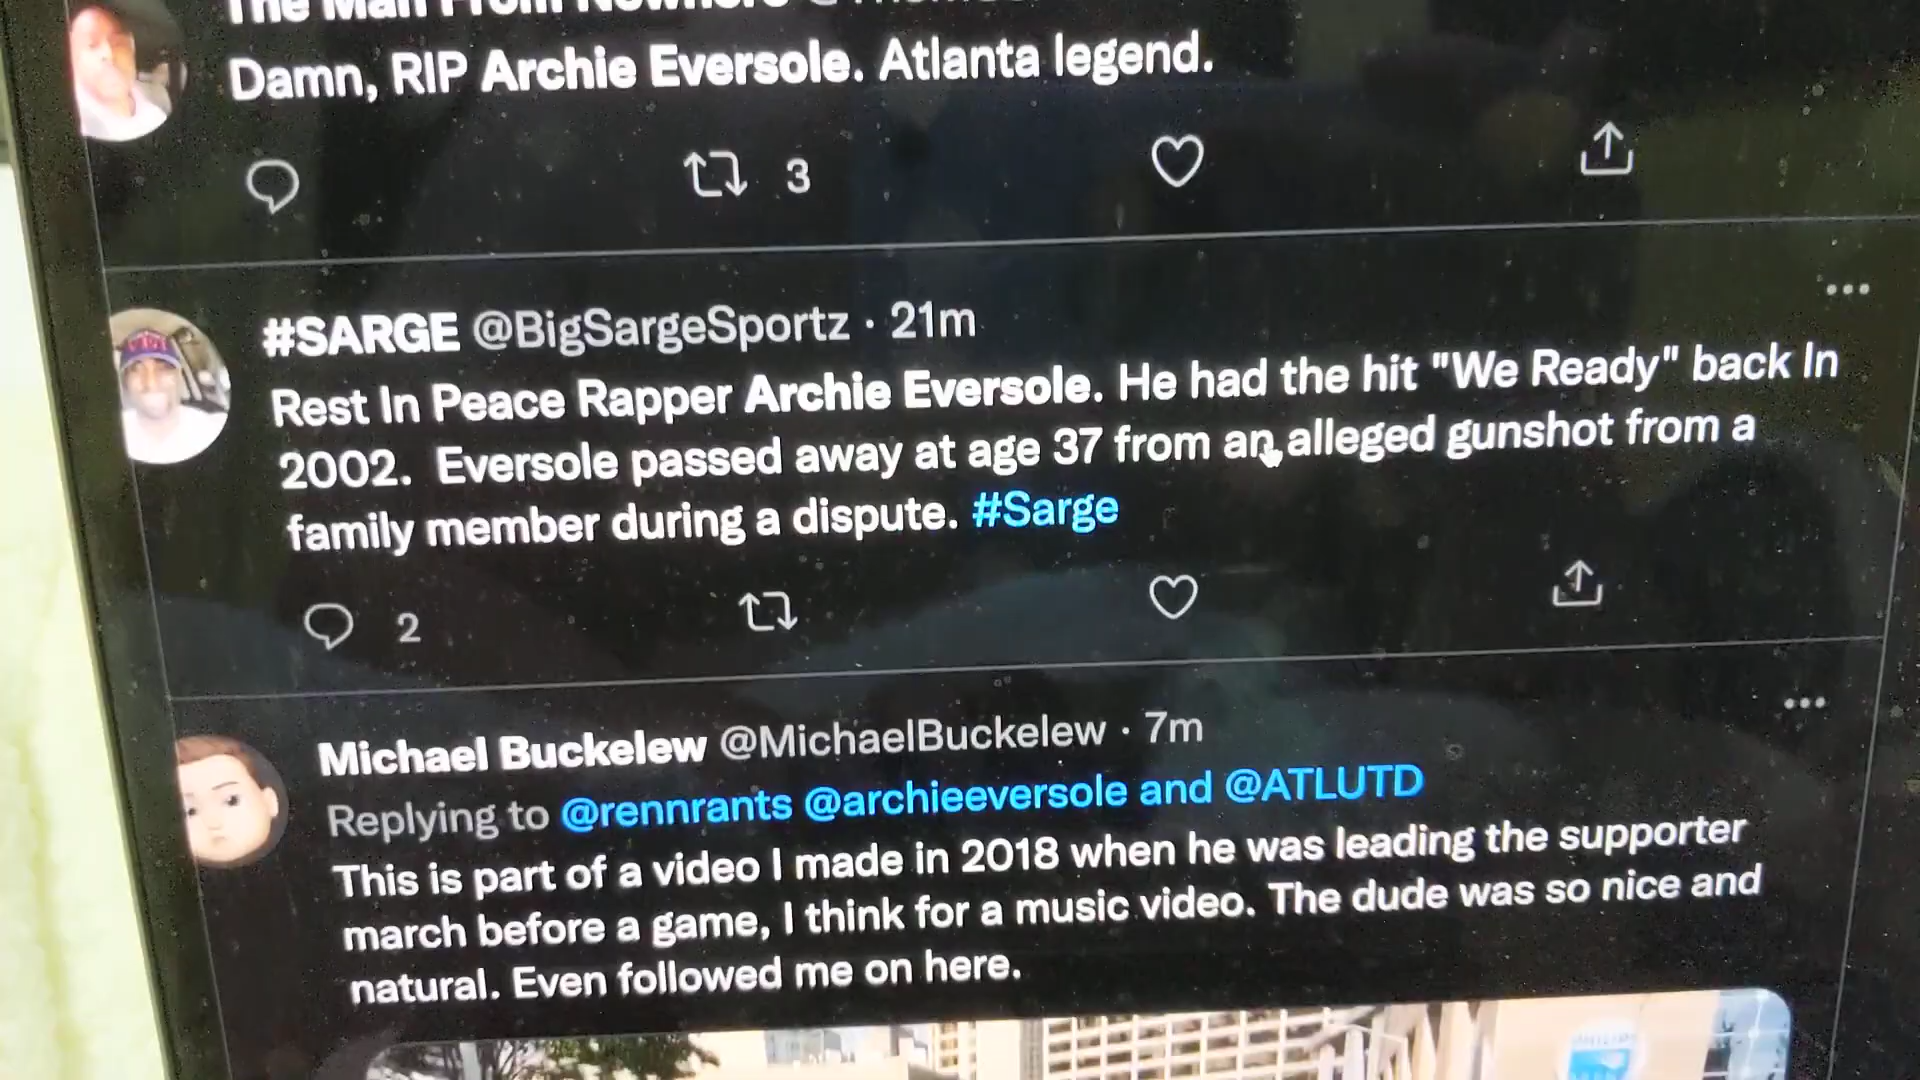 The Man From Nowhere
Damn, RIP Archie Eversole. Atlanta legend.
3
#SARGE @BigSargeSportz · 21m
Rest In Peace Rapper Archie Eversole. He had the hit "We Ready" back In
2002. Eversole passed away at age 37 from an alleged gunshot from a
family member during a dispute. #Sarge
2
Michael Buckelew @MichaelBuckelew · 7m
Replying to @rennrants @archieeversole and @ATLUTD
This is part of a video I made in 2018 when he was leading the supporter
march before a game, I think for a music video. The dude was so nice and
natural. Even followed me on here.